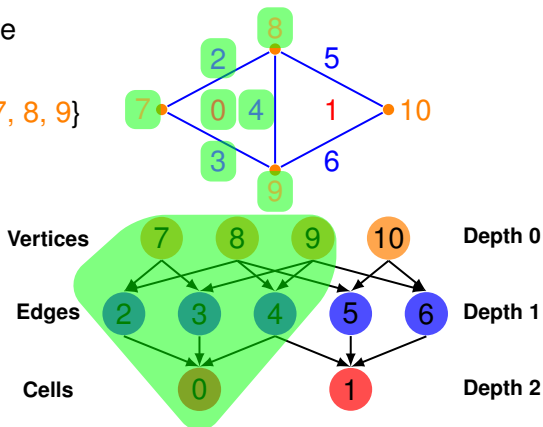 e
8
2 5
7, 8, 9}
7 0 4 1 10
3 6
9
Vertices 7 8 9 10 Depth 0
Edges 2 3 4 5 6 Depth 1
Cells 0 1 Depth 2